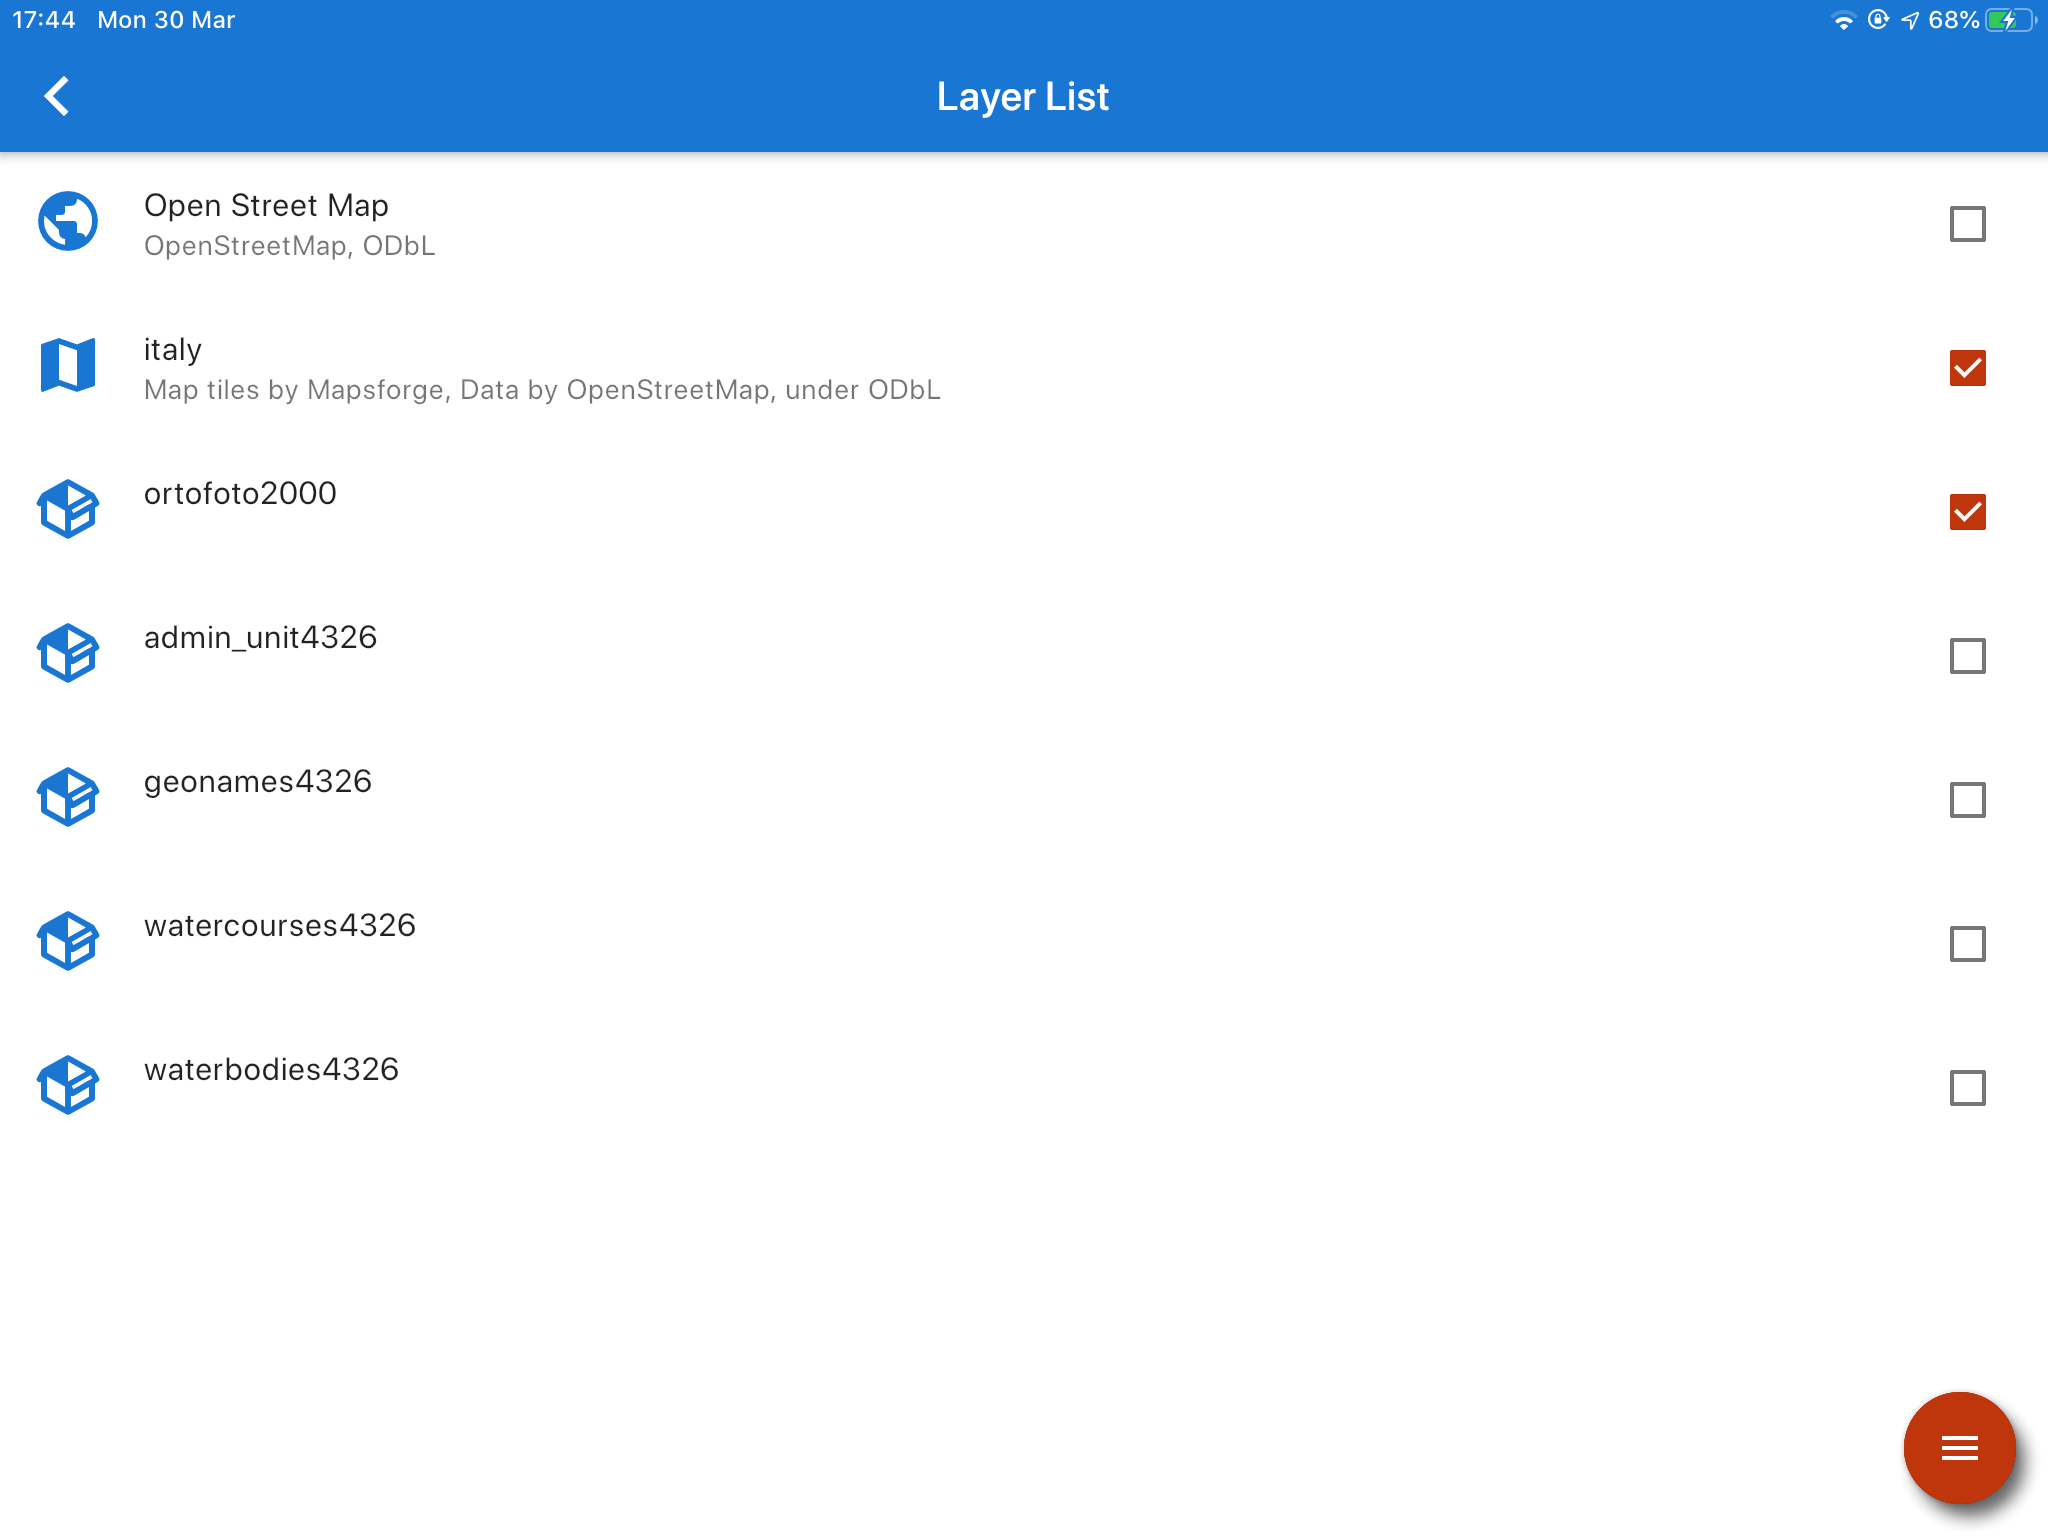 17:44 Mon 30 Mar 68%
Layer List
Open Street Map
OpenStreetMap, ODbL
italy
Map tiles by Mapsforge, Data by OpenStreetMap, under ODbL
ortofoto2000
admin_unit4326
geonames4326
watercourses4326
waterbodies4326